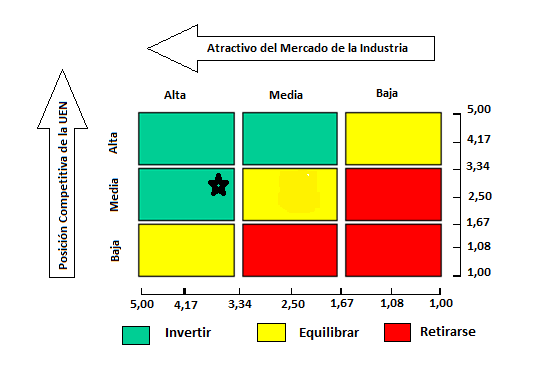 Atractivo del Mercado de la Industria
Posición Competitiva de la UEN
Alta Media Baja
Alta
Media
Baja
5,00
4,17
3,34
2,50
1,67
1,08
1,00
5,00 4,17 3,34 2,50 1,67 1,08 1,00
Invertir Equilibrar Retirarse